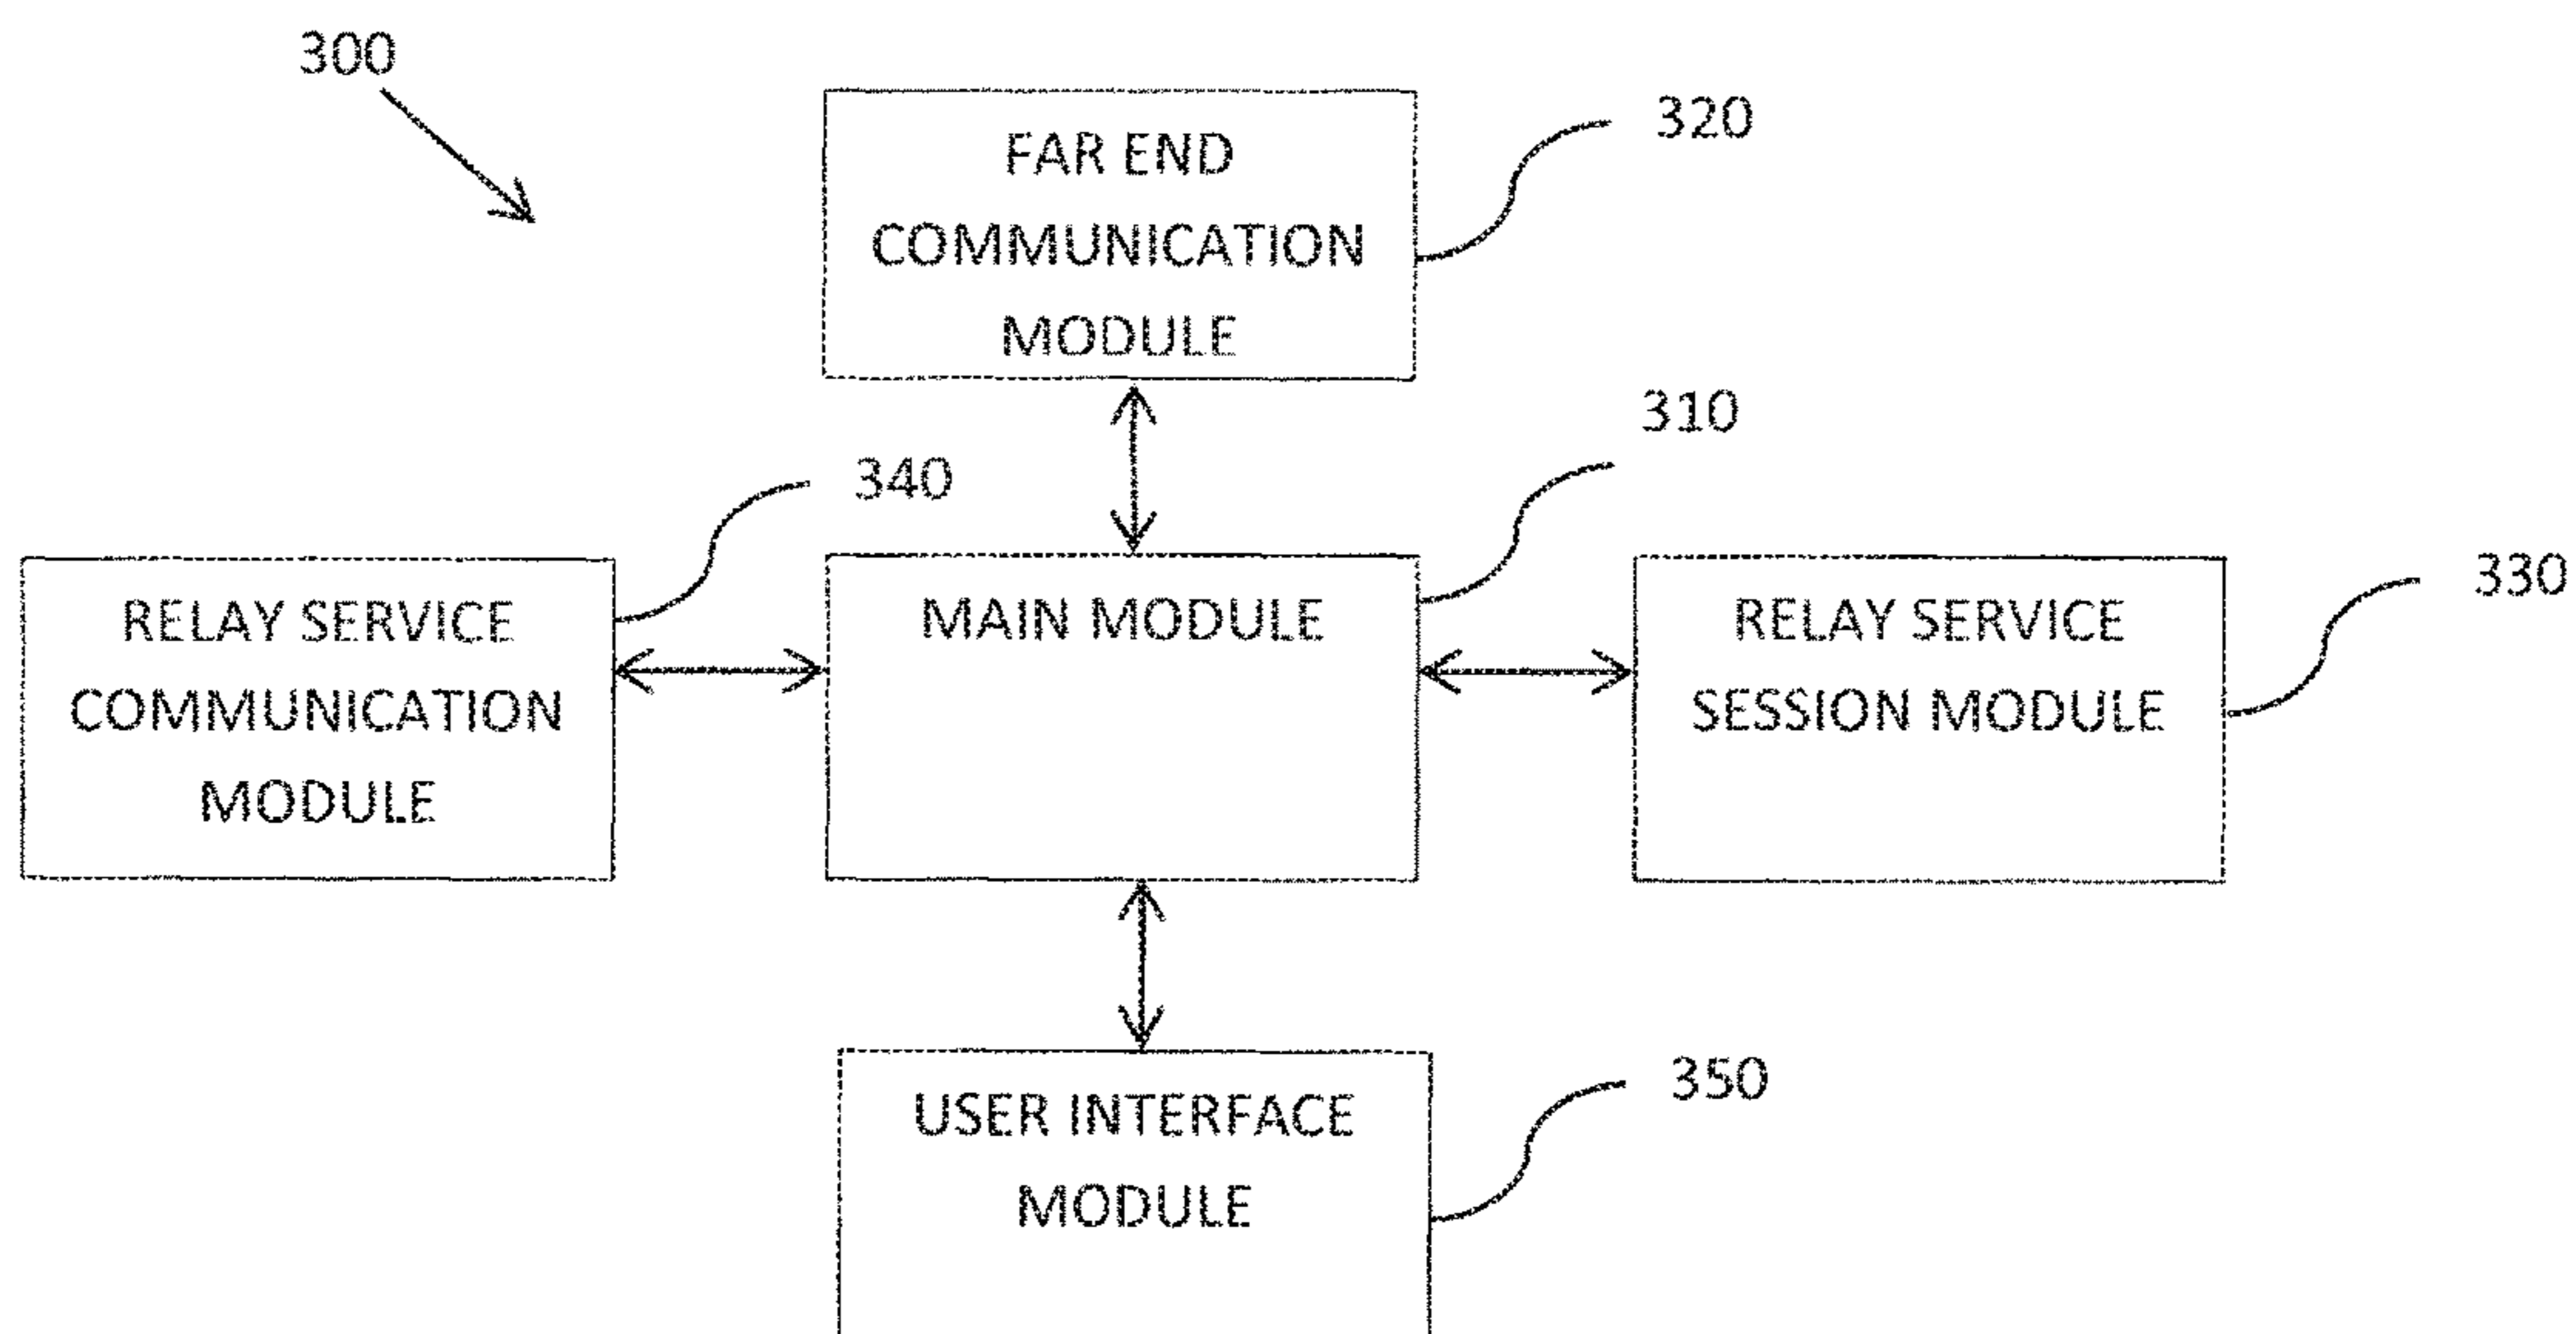 300
FAR END
COMMUNICATION
MODULE
320
310
340
RELAY SERVICE
COMMUNICATION
MODULE
MAIN MODULE
RELAY SERVICE
SESSION MODULE
330
USER INTERFACE
MODULE
350